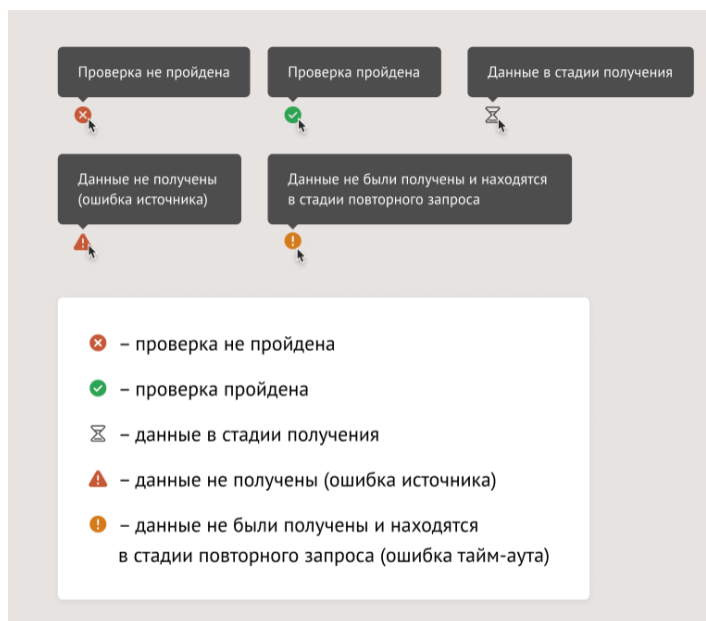 Проверка не пройдена
Проверка пройдена
Данные в стадии получения
Данные не получены
(ошибка источника)
Данные не были получены и находятся
в стадии повторного запроса
– проверка не пройдена
– проверка пройдена
– данные в стадии получения
– данные не получены (ошибка источника)
– данные не были получены и находятся
в стадии повторного запроса (ошибка тайм-аута)